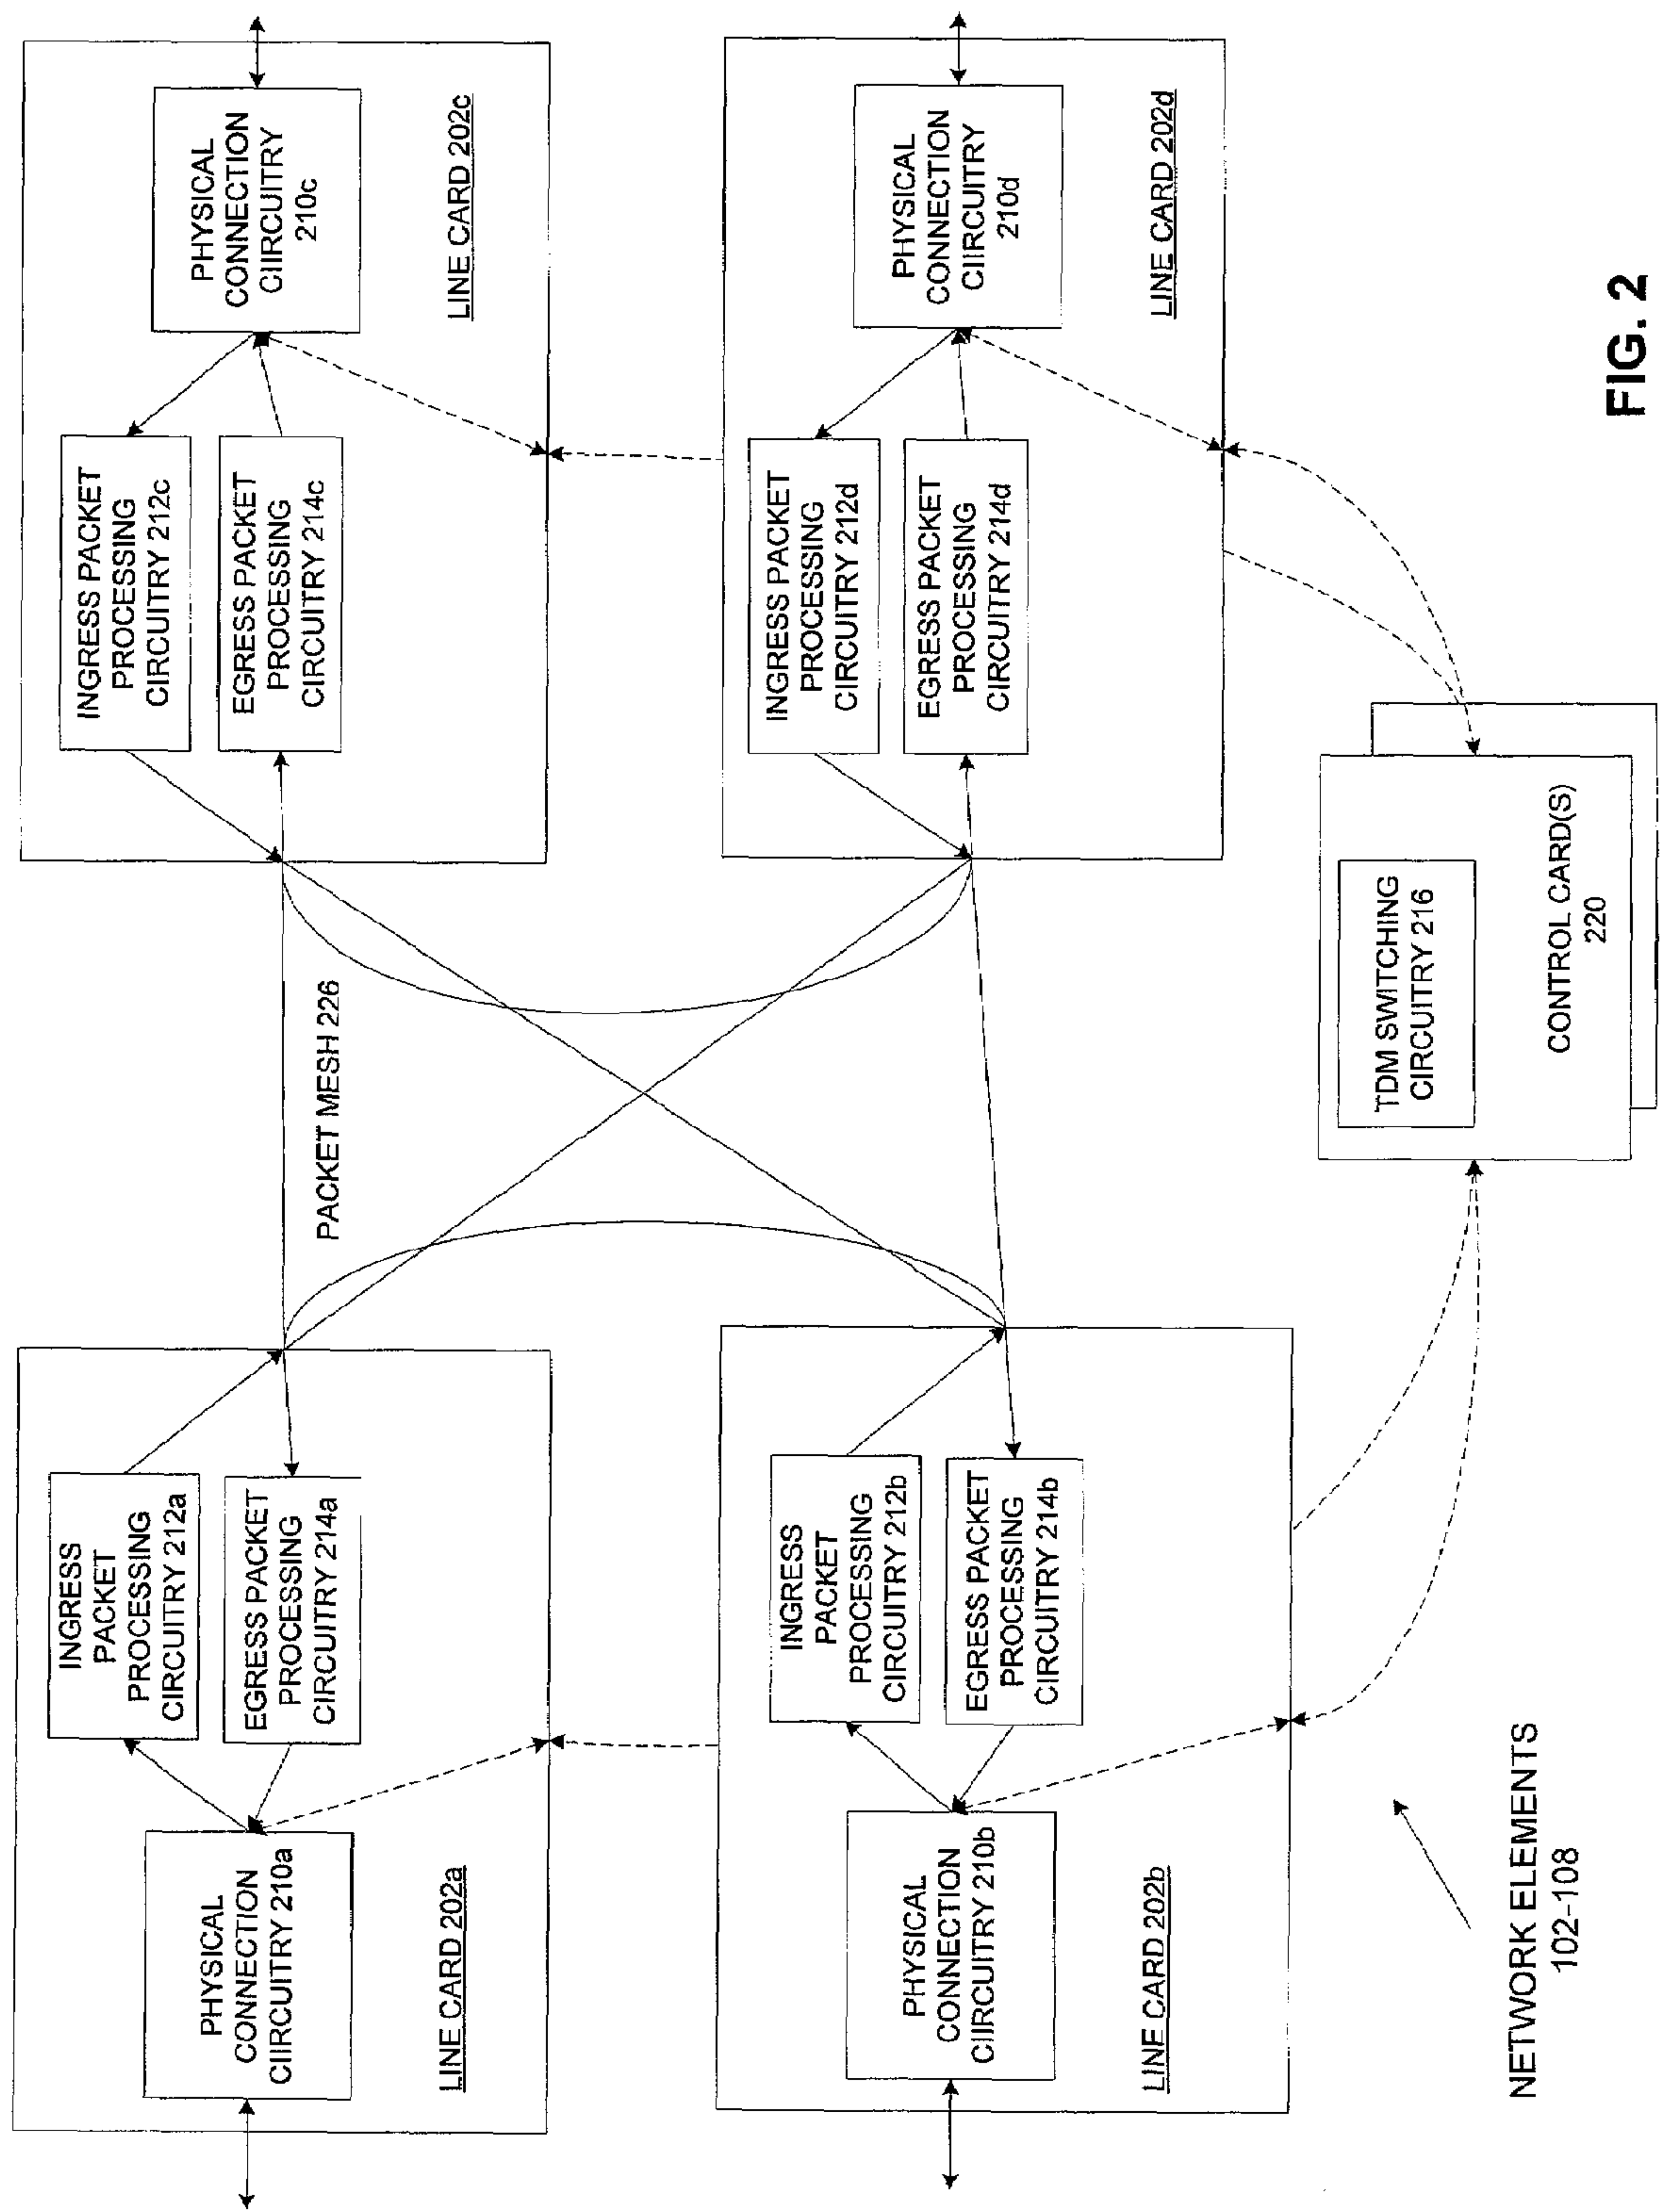 LINE CARD 202a
PHYSICAL
CONNECTION
CIIRCUITRY 210a
INGRESS
PACKET
PROCESSING
CIRCUITRY 212a
EGRESS PACKET
PROCESSING
CIRCUITRY 214a
PACKET MESH 226
INGRESS PACKET
PROCESSING
CIRCUITRY 212c
EGRESS PACKET
PROCESSING
CIRCUITRY 214c
PHYSICAL
CONNECTION
CIIRCUITRY
210c
LINE CARD 202c
PHYSICAL
CONNECTION
CIIRCUITRY 210b
LINE CARD 202b
INGRESS
PACKET
PROCESSING
CIRCUITRY 212b
EGRESS PACKET
PROCESSING
CIRCUITRY 214b
INGRESS PACKET
PROCESSING
CIRCUITRY 212d
EGRESS PACKET
PROCESSING
CIRCUITRY 214d
PHYSICAL
CONNECTION
CIIRCUITRY
210d
LINE CARD 202d
TDM SWITCHING
CIRCUITRY 216
CONTROL CARD(S)
220
NETWORK ELEMENTS
102-108
FIG. 2